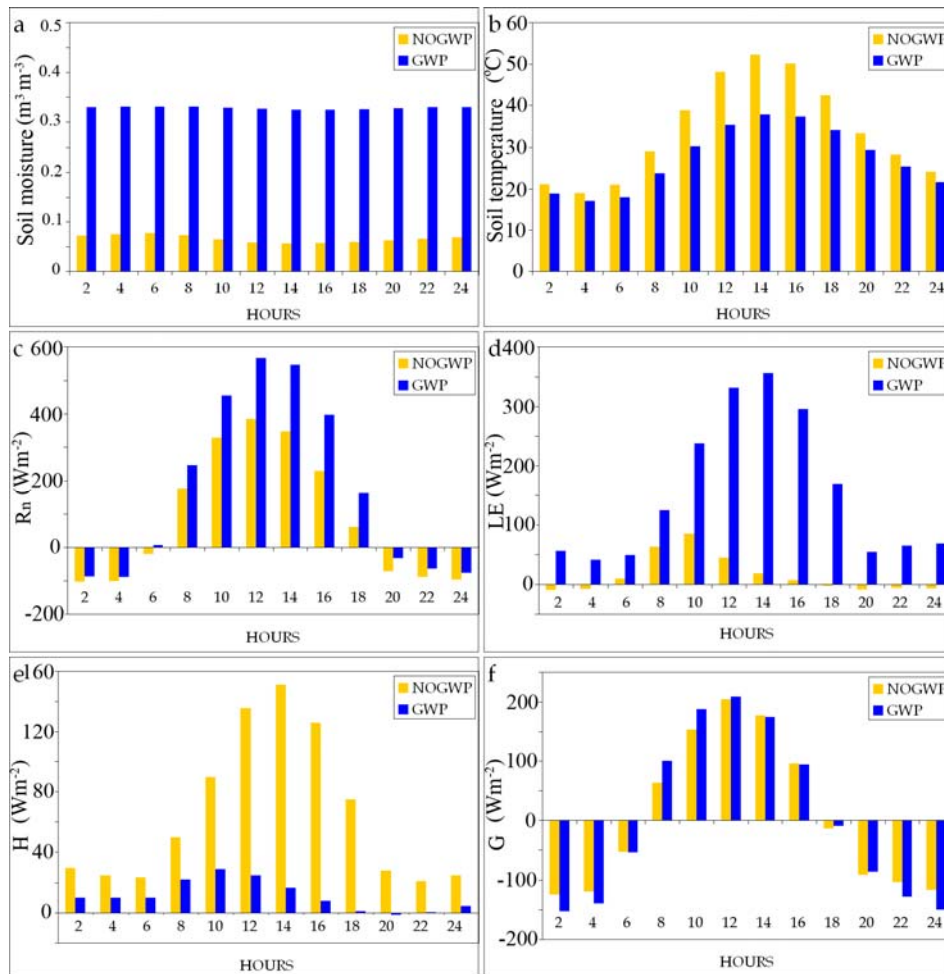 a
0.5
0.4
0.3
0.2
0.1
0
Soil moisture (m³ m⁻³)
NOGWP
GWP
2 4 6 8 10 12 14 16 18 20 22 24
HOURS
b
60
50
40
30
20
10
0
Soil temperature (⁰C)
NOGWP
GWP
2 4 6 8 10 12 14 16 18 20 22 24
HOURS
c
600
400
200
0
-200
Rn (Wm⁻²)
NOGWP
GWP
2 4 6 8 10 12 14 16 18 20 22 24
HOURS
d
400
300
200
100
0
LE (Wm⁻²)
NOGWP
GWP
2 4 6 8 10 12 14 16 18 20 22 24
HOURS
e
160
120
80
40
0
H (Wm⁻²)
NOGWP
GWP
2 4 6 8 10 12 14 16 18 20 22 24
HOURS
f
200
100
0
-100
-200
G (Wm⁻²)
NOGWP
GWP
2 4 6 8 10 12 14 16 18 20 22 24
HOURS